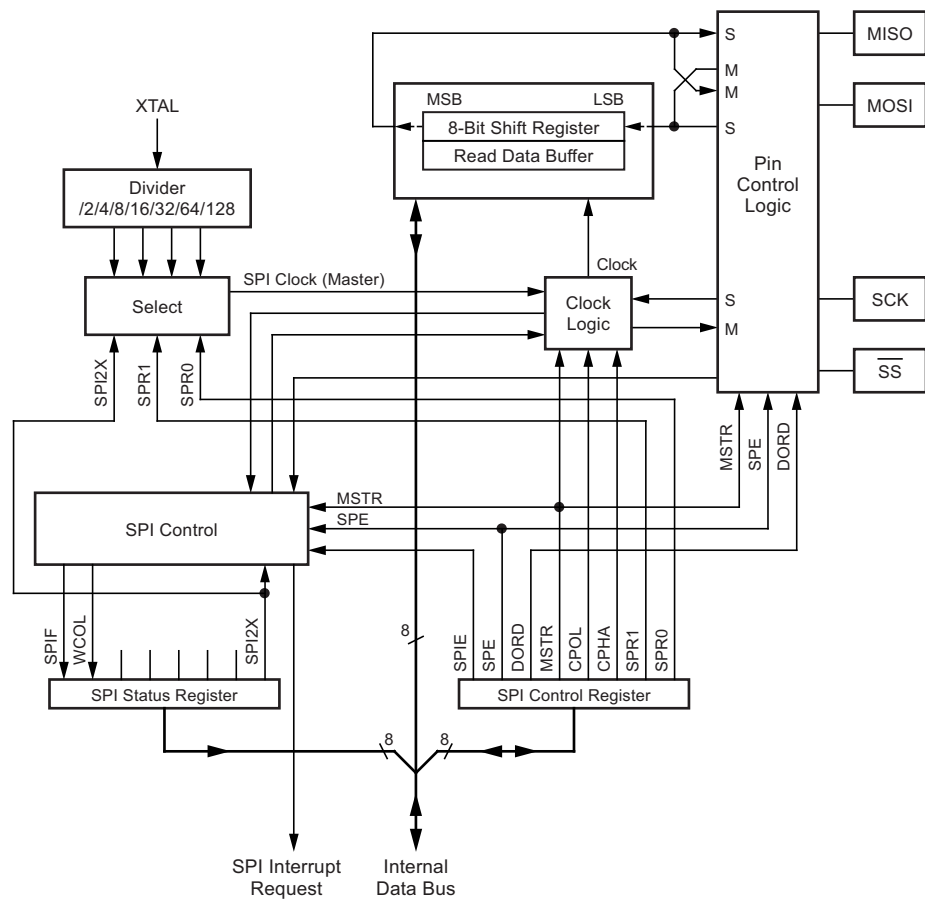 S
MISO
M
M
MOSI
MSB
LSB
8-Bit Shift Register
S
Read Data Buffer
XTAL
Divider
/2/4/8/16/32/64/128
Pin
Control
Logic
SPI Clock (Master)
Clock
Select
Clock
Logic
S
M
SCK
SS
SPI2X
SPR1
SPR0
MSTR
SPE
DORD
MSTR
SPE
SPI Control
SPIF
WCOL
SPI2X
8
SPIE
SPE
DORD
MSTR
CPOL
CPHA
SPR1
SPR0
SPI Status Register
SPI Control Register
8
8
SPI Interrupt
Request
Internal
Data Bus